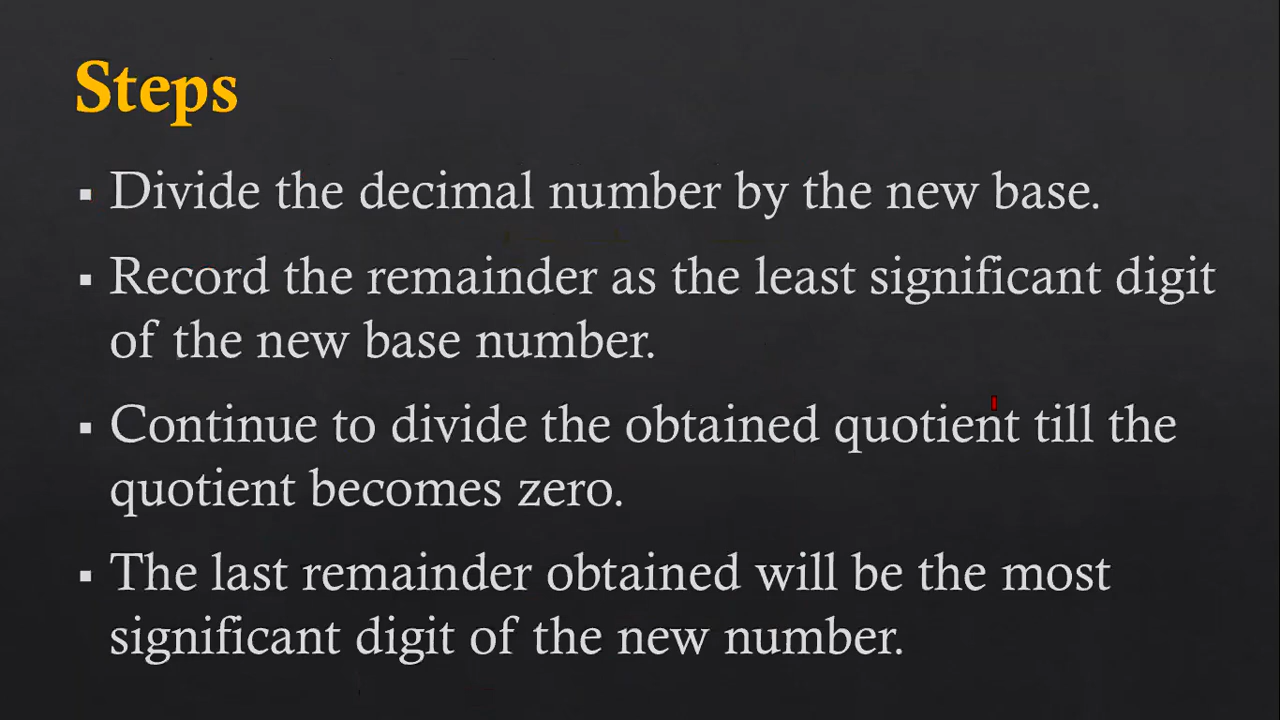 Steps
▪ Divide the decimal number by the new base.
▪ Record the remainder as the least significant digit
of the new base number.
▪ Continue to divide the obtained quotient till the
quotient becomes zero.
▪ The last remainder obtained will be the most
significant digit of the new number.